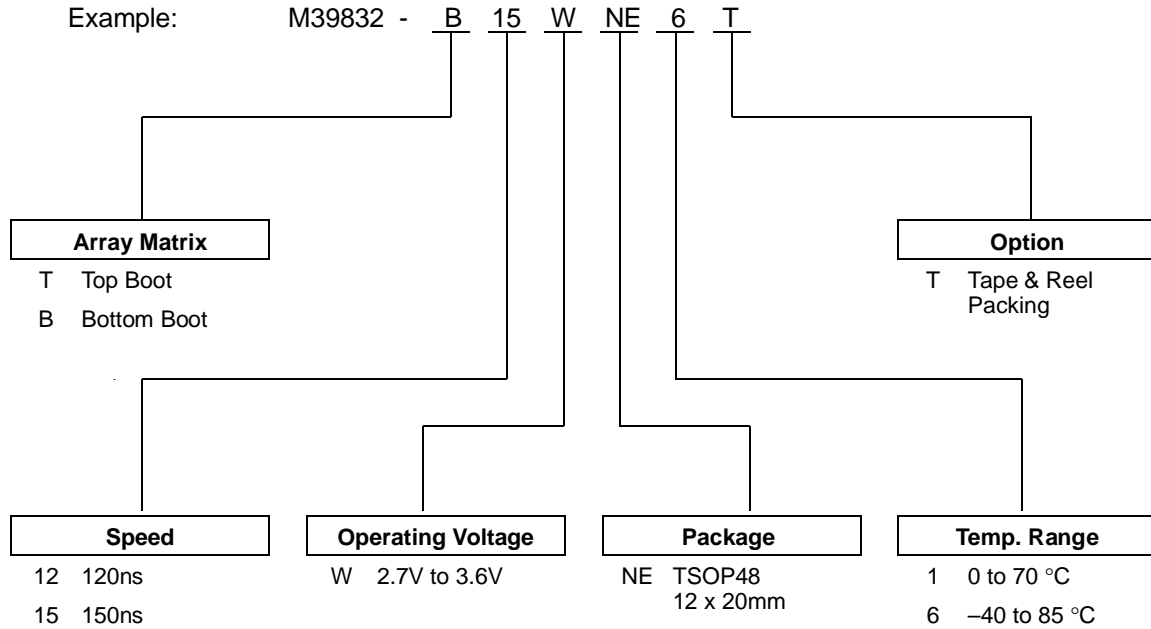 Example: M39832 - B 15 W NE 6 T
Array Matrix
T Top Boot
B Bottom Boot
Option
T Tape & Reel
Packing
Speed
12 120ns
15 150ns
Operating Voltage
W 2.7V to 3.6V
Package
NE TSOP48
12 x 20mm
Temp. Range
1 0 to 70 °C
6 –40 to 85 °C